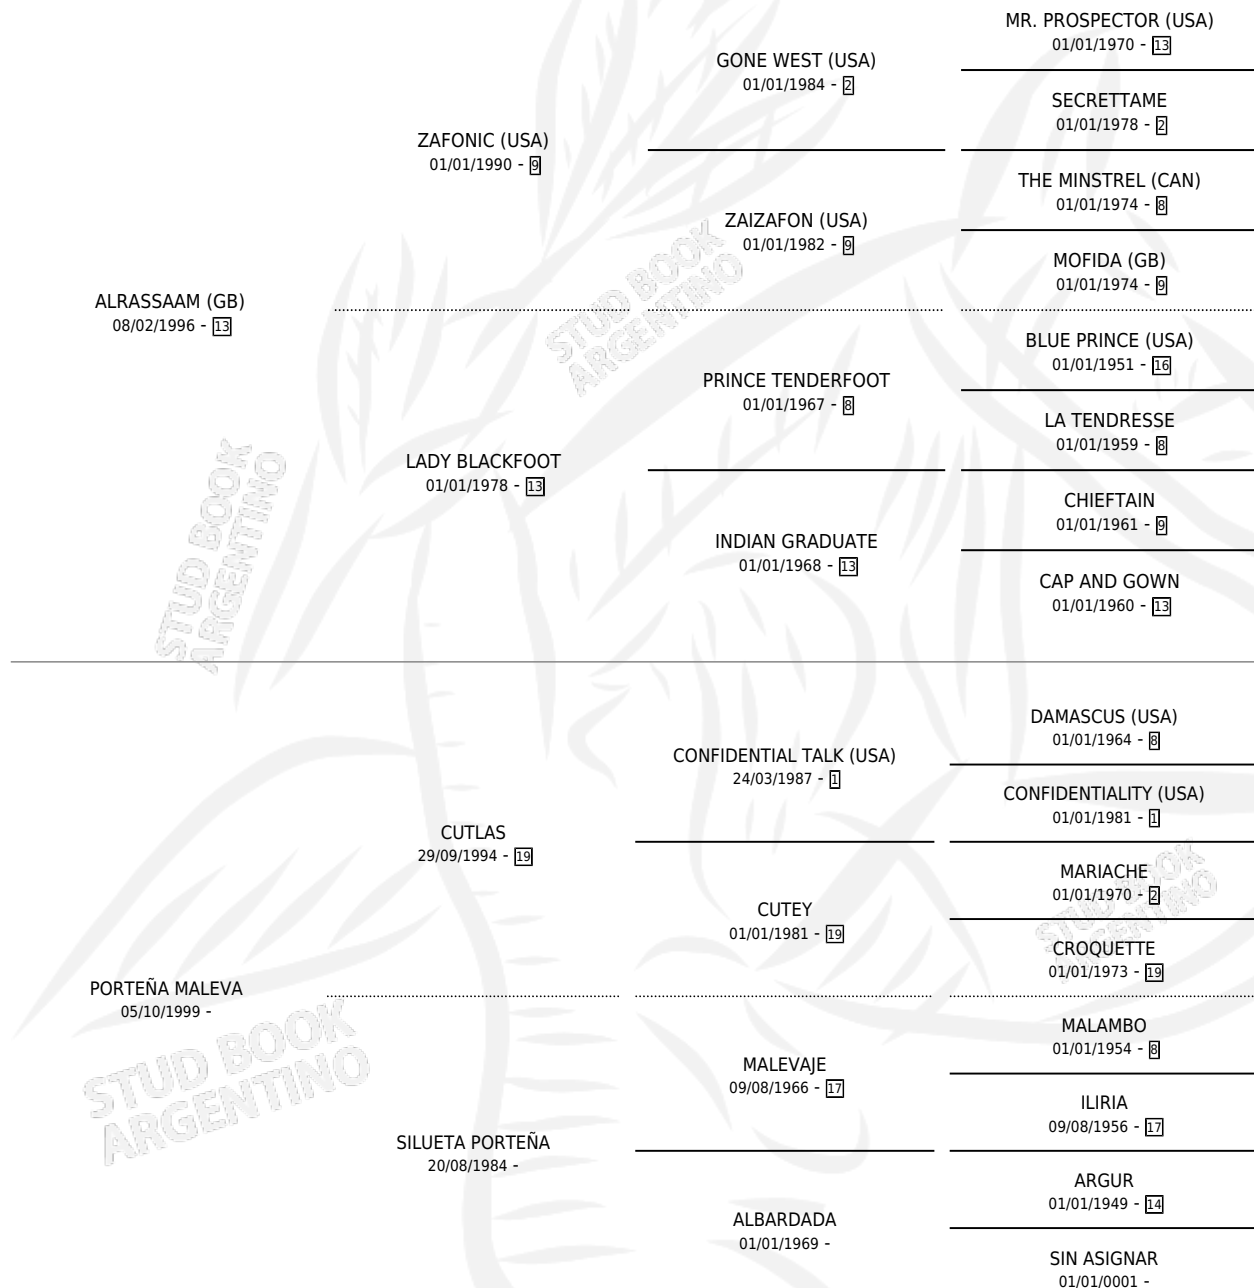 ALRASSAAM (GB)
08/02/1996 - 13
ZAFONIC (USA)
01/01/1990 - 9
GONE WEST (USA)
01/01/1984 - 2
MR. PROSPECTOR (USA)
01/01/1970 - 13
SECRETTAME
01/01/1978 - 2
ZAIZAFON (USA)
01/01/1982 - 9
THE MINSTREL (CAN)
01/01/1974 - 8
MOFIDA (GB)
01/01/1974 - 9
LADY BLACKFOOT
01/01/1978 - 13
PRINCE TENDERFOOT
01/01/1967 - 8
BLUE PRINCE (USA)
01/01/1951 - 16
LA TENDRESSE
01/01/1959 - 8
INDIAN GRADUATE
01/01/1968 - 13
CHIEFTAIN
01/01/1961 - 9
CAP AND GOWN
01/01/1960 - 13
PORTEÑA MALEVA
05/10/1999 -
CUTLAS
29/09/1994 - 19
CONFIDENTIAL TALK (USA)
24/03/1987 - 1
DAMASCUS (USA)
01/01/1964 - 8
CONFIDENTIALITY (USA)
01/01/1981 - 1
CUTEY
01/01/1981 - 19
MARIACHE
01/01/1970 - 2
CROQUETTE
01/01/1973 - 19
SILUETA PORTEÑA
20/08/1984 -
MALEVAJE
09/08/1966 - 17
MALAMBO
01/01/1954 - 8
ILIRIA
09/08/1956 - 17
ALBARDADA
01/01/1969 -
ARGUR
01/01/1949 - 14
SIN ASIGNAR
01/01/0001 -
STUD BOOK
ARGENTINO
STUD BOOK
ARGENTINO
STUD BOOK
ARGENTINO
STUD BOOK
ARGENTINO